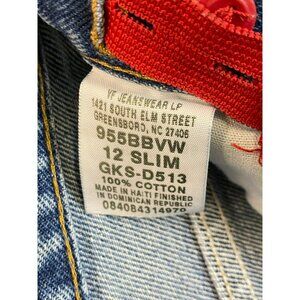 VF JEANSWEAR LP
1421 SOUTH ELM STREET
GREENSBORO, NC 27406
955BBVW
12 SLIM
GKS-D513
100% COTTON
MADE IN HAITI FINISHED
IN DOMINICAN REPUBLIC